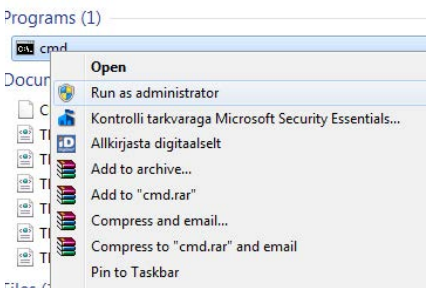 Programs (1)
cmd
Open
Docum
Run as administrator
Kontrolli tarkvaraga Microsoft Security Essentials...
Allkirjasta digitaalselt
Add to archive...
Add to "cmd.rar"
Compress and email...
Compress to "cmd.rar" and email
Pin to Taskbar